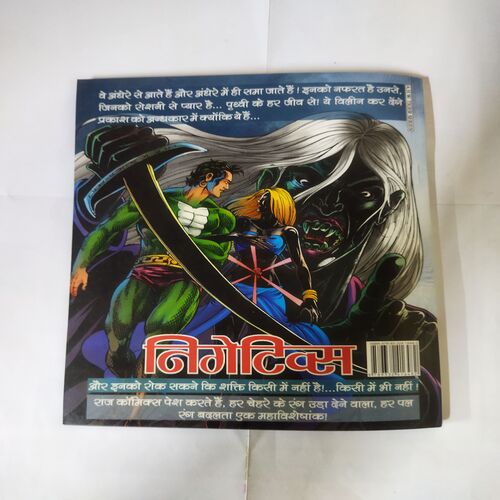 वे अंधेरे से आते हैं और अंधेरे में ही समा जाते हैं ! इनको नफरत है उनसे,
जिनको रोशनी से प्यार है... पृथ्वी के हर जीव से! ये विलीन कर देंगे
प्रकाश को अन्धकार में क्योंकि ये हैं...
निगेटिव्स
और इनको रोक सकने कि शक्ति किसी में नहीं है!...किसी में भी नहीं !
राज कॉमिक्स पेश करते हैं, हर चेहरे के रंग उड़ा देने वाला, हर पल
रंग बदलता एक महाविशेषांक!